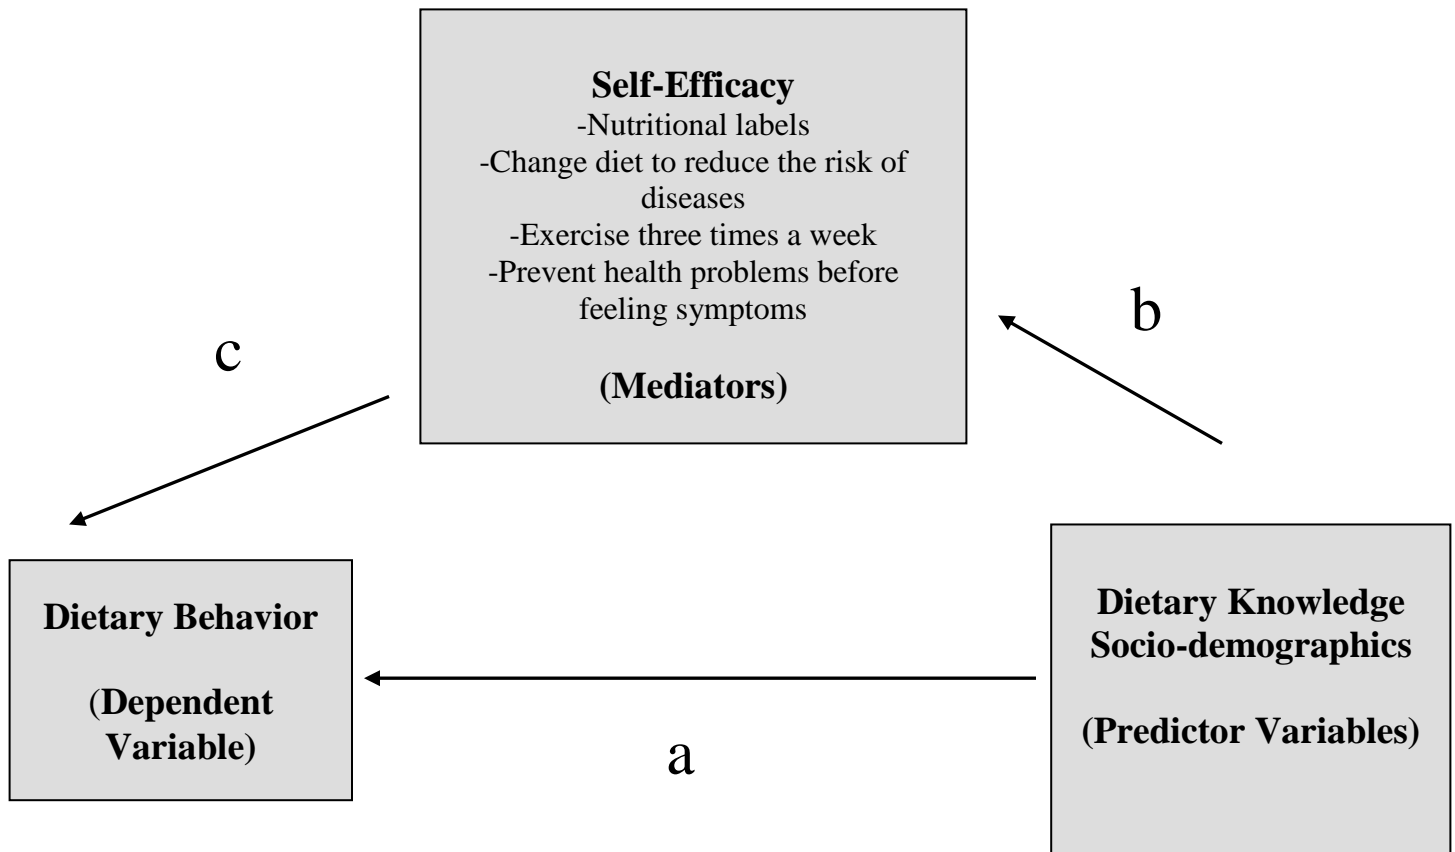 Self-Efficacy
-Nutritional labels
-Change diet to reduce the risk of
diseases
-Exercise three times a week
-Prevent health problems before
feeling symptoms
(Mediators)
b
c
Dietary Behavior
(Dependent
Variable)
a
Dietary Knowledge
Socio-demographics
(Predictor Variables)